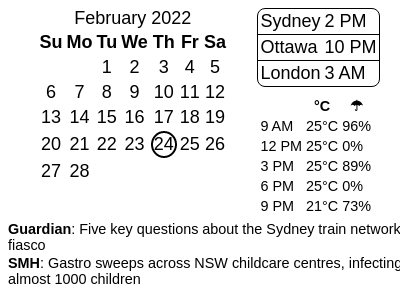 February 2022
Su Mo Tu We Th Fr Sa
1 2 3 4 5
6 7 8 9 10 11 12
13 14 15 16 17 18 19
20 21 22 23 24 25 26
27 28
Sydney 2 PM
Ottawa 10 PM
London 3 AM
°C ☂
9 AM 25°C 96%
12 PM 25°C 0%
3 PM 25°C 89%
6 PM 25°C 0%
9 PM 21°C 73%
Guardian: Five key questions about the Sydney train network
fiasco
SMH: Gastro sweeps across NSW childcare centres, infecting
almost 1000 children